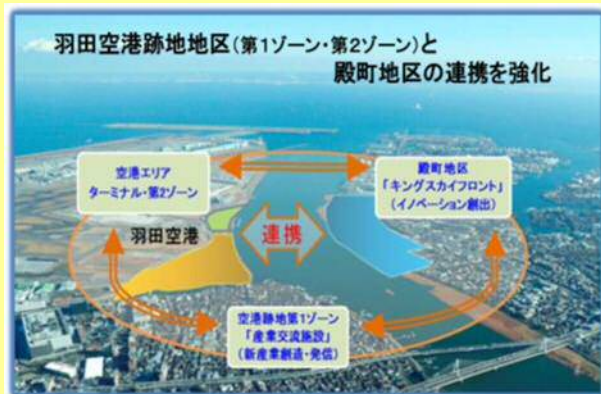 羽田空港跡地地区(第1ゾーン・第2ゾーン)と
殿町地区の連携を強化
空港エリア
ターミナル・第2ゾーン
殿町地区
「キングスカイフロント」
(イノベーション創出)
羽田空港
連携
空港跡地第1ゾーン
「産業交流施設」
(新産業創造・発信)